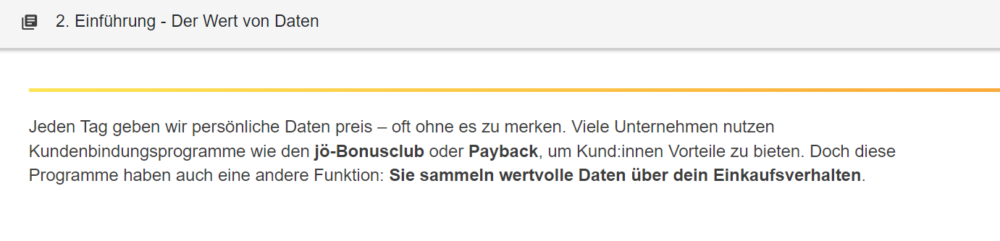 2. Einführung - Der Wert von Daten
Jeden Tag geben wir persönliche Daten preis – oft ohne es zu merken. Viele Unternehmen nutzen
Kundenbindungsprogramme wie den jö-Bonusclub oder Payback, um Kund:innen Vorteile zu bieten. Doch diese
Programme haben auch eine andere Funktion: Sie sammeln wertvolle Daten über dein Einkaufsverhalten.